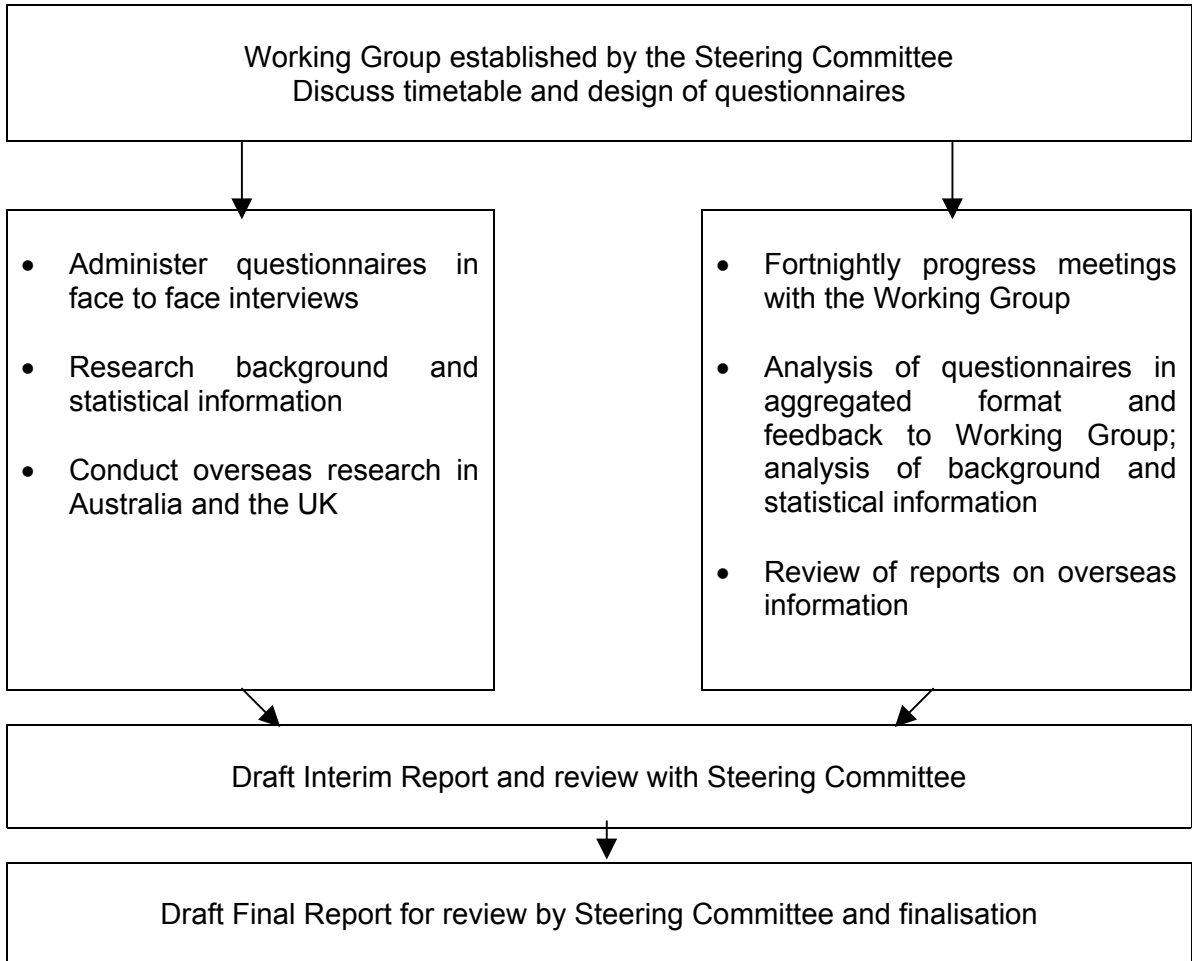 Working Group established by the Steering Committee
Discuss timetable and design of questionnaires
• Administer questionnaires in
face to face interviews
• Research background and
statistical information
• Conduct overseas research in
Australia and the UK
• Fortnightly progress meetings
with the Working Group
• Analysis of questionnaires in
aggregated format and
feedback to Working Group;
analysis of background and
statistical information
• Review of reports on overseas
information
Draft Interim Report and review with Steering Committee
Draft Final Report for review by Steering Committee and finalisation